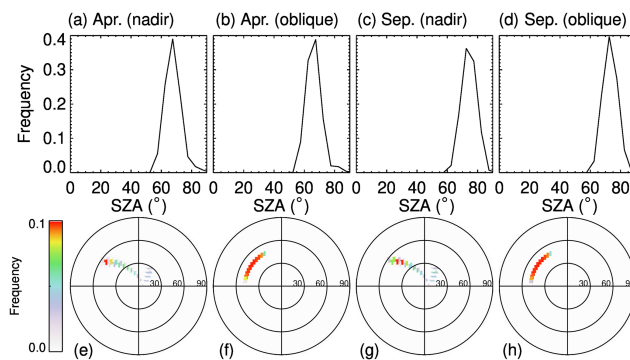 (a) Apr. (nadir) (b) Apr. (oblique) (c) Sep. (nadir) (d) Sep. (oblique)
0.4
0.3
0.2
0.1
0.0
Frequency
0 20 40 60 80 0 20 40 60 80 0 20 40 60 80 0 20 40 60 80
SZA (°) SZA (°) SZA (°) SZA (°)
0.1
Frequency
0.0
30 60 90 30 60 90 30 60 90 30 60 90
(e) (f) (g) (h)